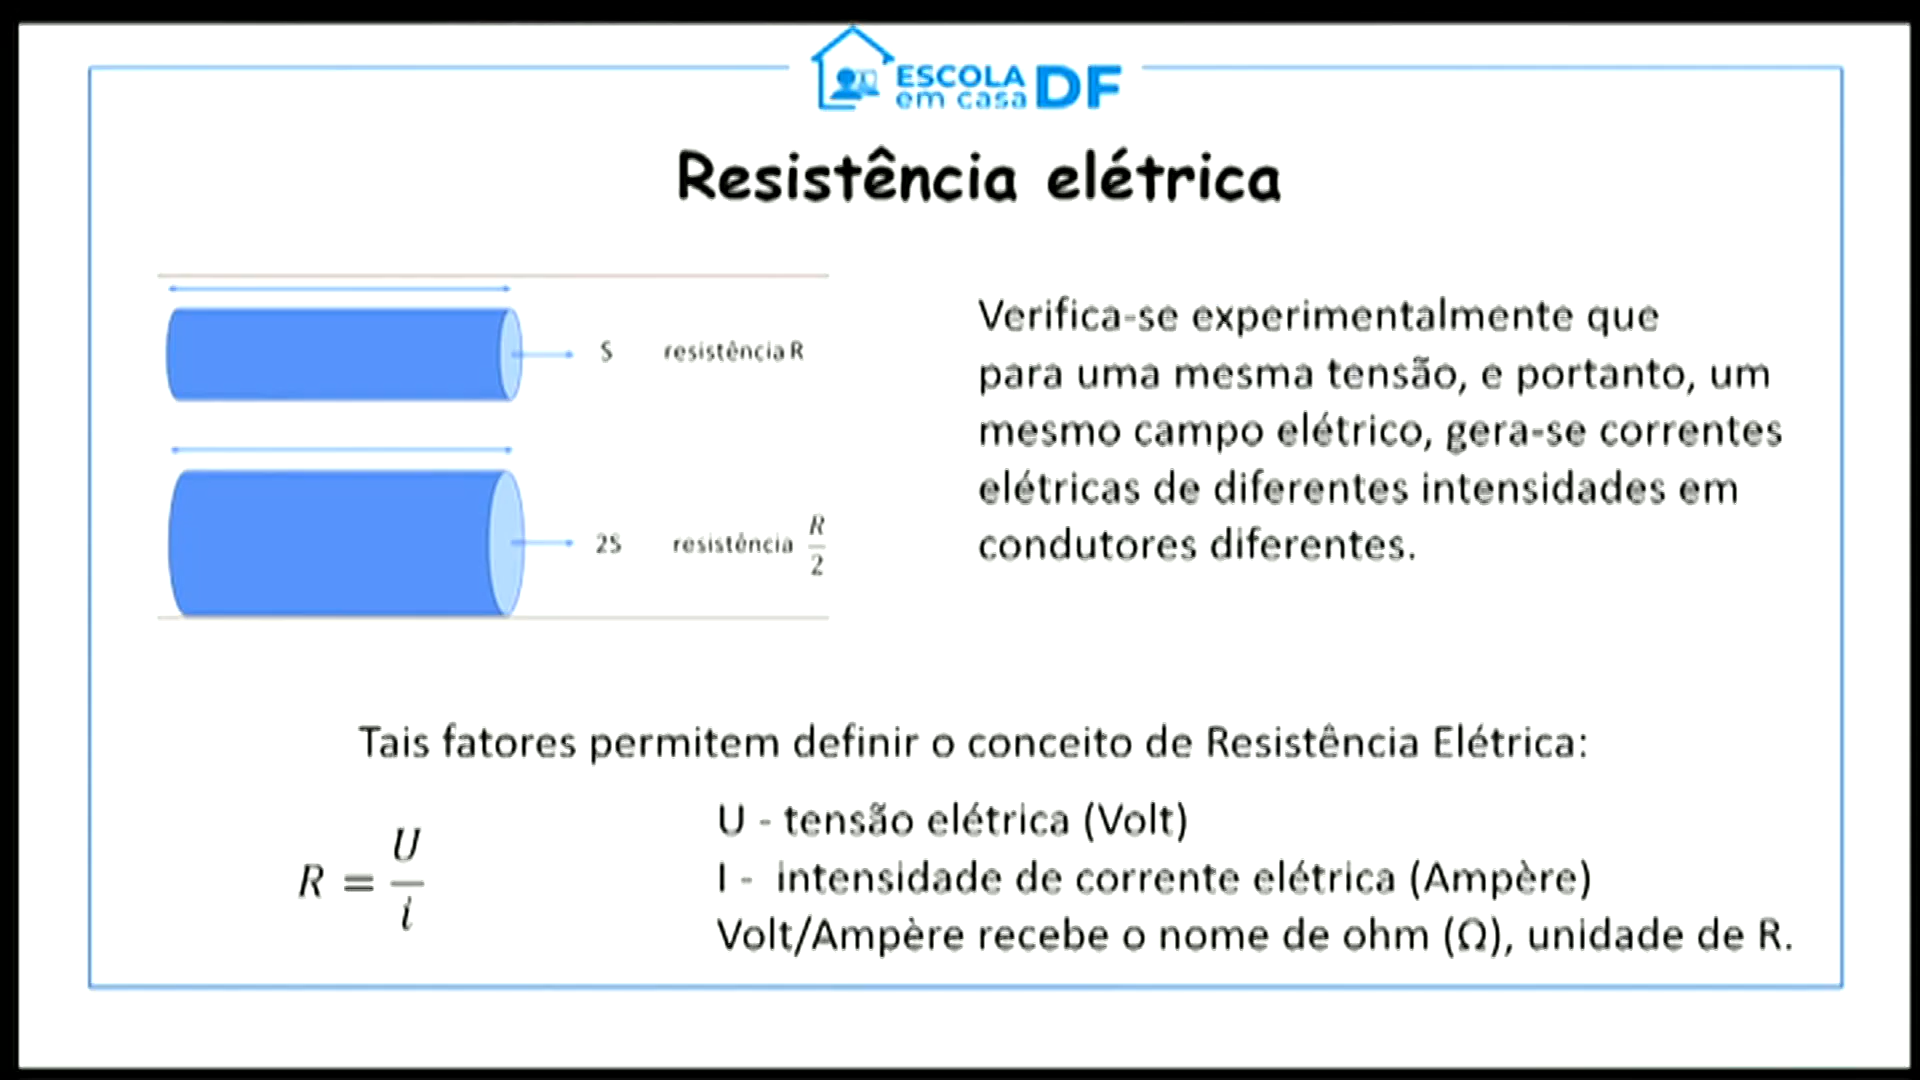 ESCOLA
em casa DF
Resistência elétrica
S resistência R
2S resistência R/2
Verifica-se experimentalmente que
para uma mesma tensão, e portanto, um
mesmo campo elétrico, gera-se correntes
elétricas de diferentes intensidades em
condutores diferentes.
Tais fatores permitem definir o conceito de Resistência Elétrica:
R = U/i
U - tensão elétrica (Volt)
I - intensidade de corrente elétrica (Ampère)
Volt/Ampère recebe o nome de ohm (Ω), unidade de R.